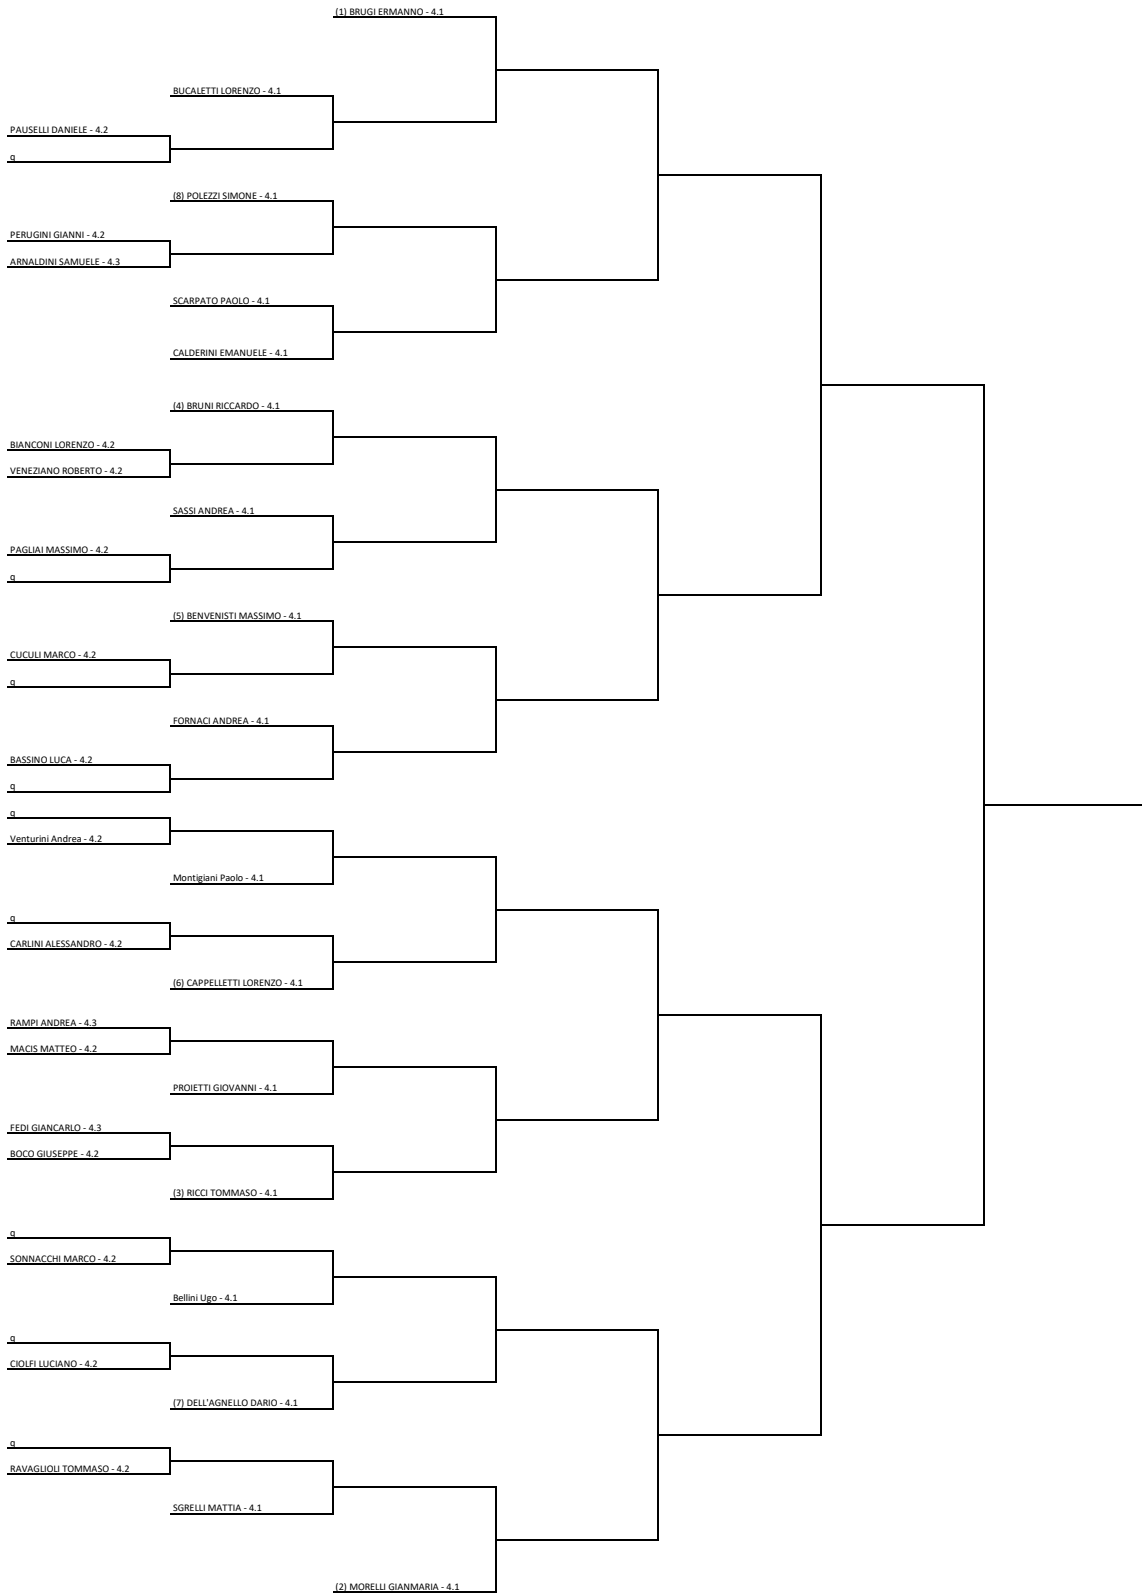 (1) BRUGI ERMANNO - 4.1
BUCALETTI LORENZO - 4.1
PAUSELLI DANIELE - 4.2
q
(8) POLEZZI SIMONE - 4.1
PERUGINI GIANNI - 4.2
ARNALDINI SAMUELE - 4.3
SCARPATO PAOLO - 4.1
CALDERINI EMANUELE - 4.1
(4) BRUNI RICCARDO - 4.1
BIANCONI LORENZO - 4.2
VENEZIANO ROBERTO - 4.2
SASSI ANDREA - 4.1
PAGLIAI MASSIMO - 4.2
q
(5) BENVENISTI MASSIMO - 4.1
CUCULI MARCO - 4.2
q
FORNACI ANDREA - 4.1
BASSINO LUCA - 4.2
q
q
Venturini Andrea - 4.2
Montigiani Paolo - 4.1
q
CARLINI ALESSANDRO - 4.2
(6) CAPPELLETTI LORENZO - 4.1
RAMPI ANDREA - 4.3
MACIS MATTEO - 4.2
PROIETTI GIOVANNI - 4.1
FEDI GIANCARLO - 4.3
BOCO GIUSEPPE - 4.2
(3) RICCI TOMMASO - 4.1
q
SONNACCHI MARCO - 4.2
Bellini Ugo - 4.1
q
CIOLFI LUCIANO - 4.2
(7) DELL'AGNELLO DARIO - 4.1
q
RAVAGLIOLI TOMMASO - 4.2
SGRELLI MATTIA - 4.1
(2) MORELLI GIANMARIA - 4.1